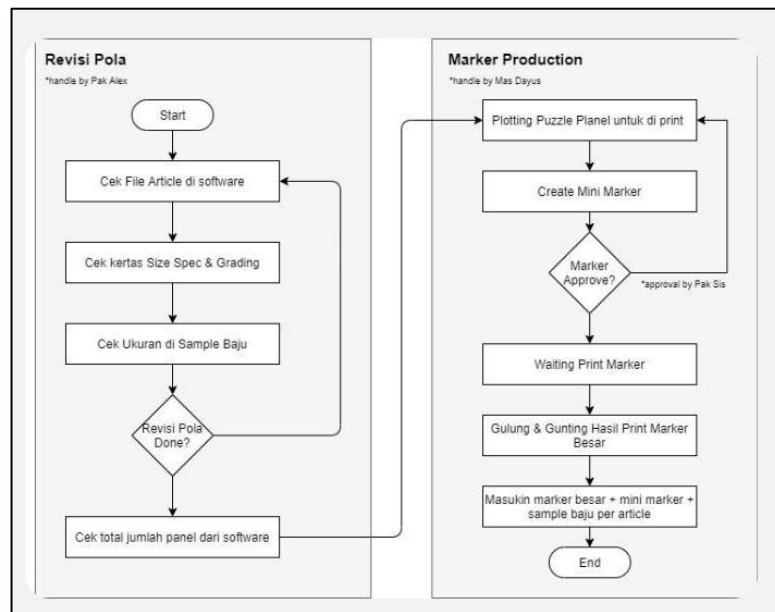 Revisi Pola
*handle by Pak Alex
Start
Cek File Article di software
Cek kertas Size Spec & Grading
Cek Ukuran di Sample Baju
Revisi Pola
Done?
Cek total jumlah panel dari software
Marker Production
*handle by Mas Dayus
Plotting Puzzle Planel untuk di print
Create Mini Marker
Marker
Approve?
*approval by Pak Sis
Waiting Print Marker
Gulung & Gunting Hasil Print Marker
Besar
Masukin marker besar + mini marker +
sample baju per article
End